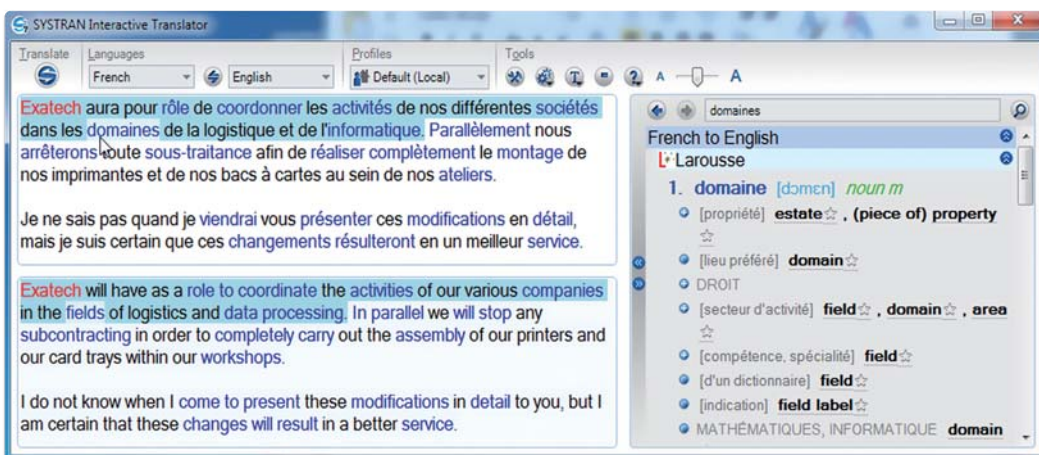 SYSTRAN Interactive Translator
Translate Languages Profiles Tools
French English Default (Local) A A
Exatech aura pour rôle de coordonner les activités de nos différentes sociétés
dans les domaines de la logistique et de l'informatique. Parallèlement nous
arrêterons toute sous-traitance afin de réaliser complètement le montage de
nos imprimantes et de nos bacs à cartes au sein de nos ateliers.
Je ne sais pas quand je viendrai vous présenter ces modifications en détail,
mais je suis certain que ces changements résulteront en un meilleur service.
Exatech will have as a role to coordinate the activities of our various companies
in the fields of logistics and data processing. In parallel we will stop any
subcontracting in order to completely carry out the assembly of our printers and
our card trays within our workshops.
I do not know when I come to present these modifications in detail to you, but I
am certain that these changes will result in a better service.
domaines
French to English
Larousse
1. domaine [dɔmɛn] noun m
[propriété] estate☆ , (piece of) property
☆
[lieu préféré] domain☆
DROIT
[secteur d'activité] field☆ , domain☆ , area
☆
[compétence, spécialité] field☆
[d'un dictionnaire] field☆
[indication] field label☆
MATHÉMATIQUES, INFORMATIQUE domain